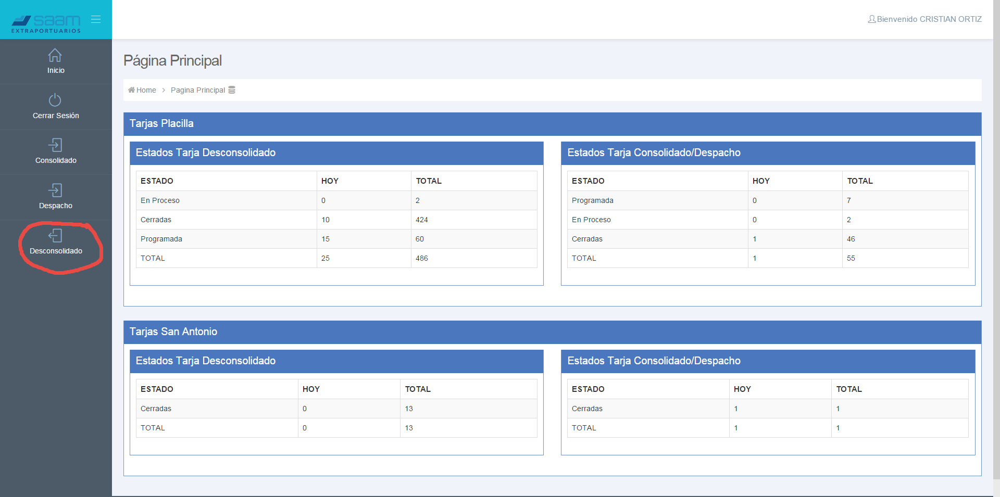 saam
EXTRAPORTUARIOS
Bienvenido CRISTIAN ORTIZ
Inicio
Cerrar Sesión
Consolidado
Despacho
Desconsolidado
Página Principal
Home > Pagina Principal
Tarjas Placilla
Estados Tarja Desconsolidado
ESTADO HOY TOTAL
En Proceso 0 2
Cerradas 10 424
Programada 15 60
TOTAL 25 486
Estados Tarja Consolidado/Despacho
ESTADO HOY TOTAL
Programada 0 7
En Proceso 0 2
Cerradas 1 46
TOTAL 1 55
Tarjas San Antonio
Estados Tarja Desconsolidado
ESTADO HOY TOTAL
Cerradas 0 13
TOTAL 0 13
Estados Tarja Consolidado/Despacho
ESTADO HOY TOTAL
Cerradas 1 1
TOTAL 1 1